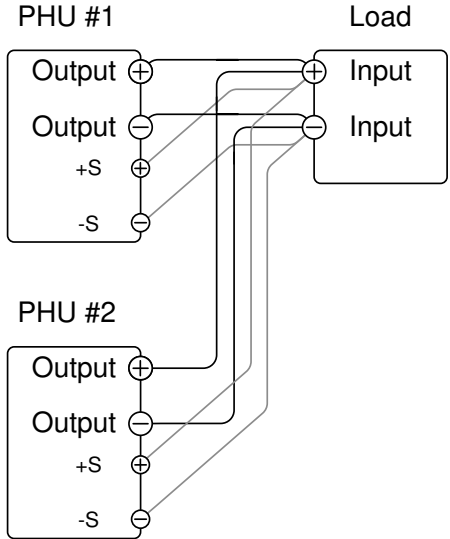 PHU #1
Load
Output
Input
Output
Input
+S
-S
PHU #2
Output
Output
+S
-S